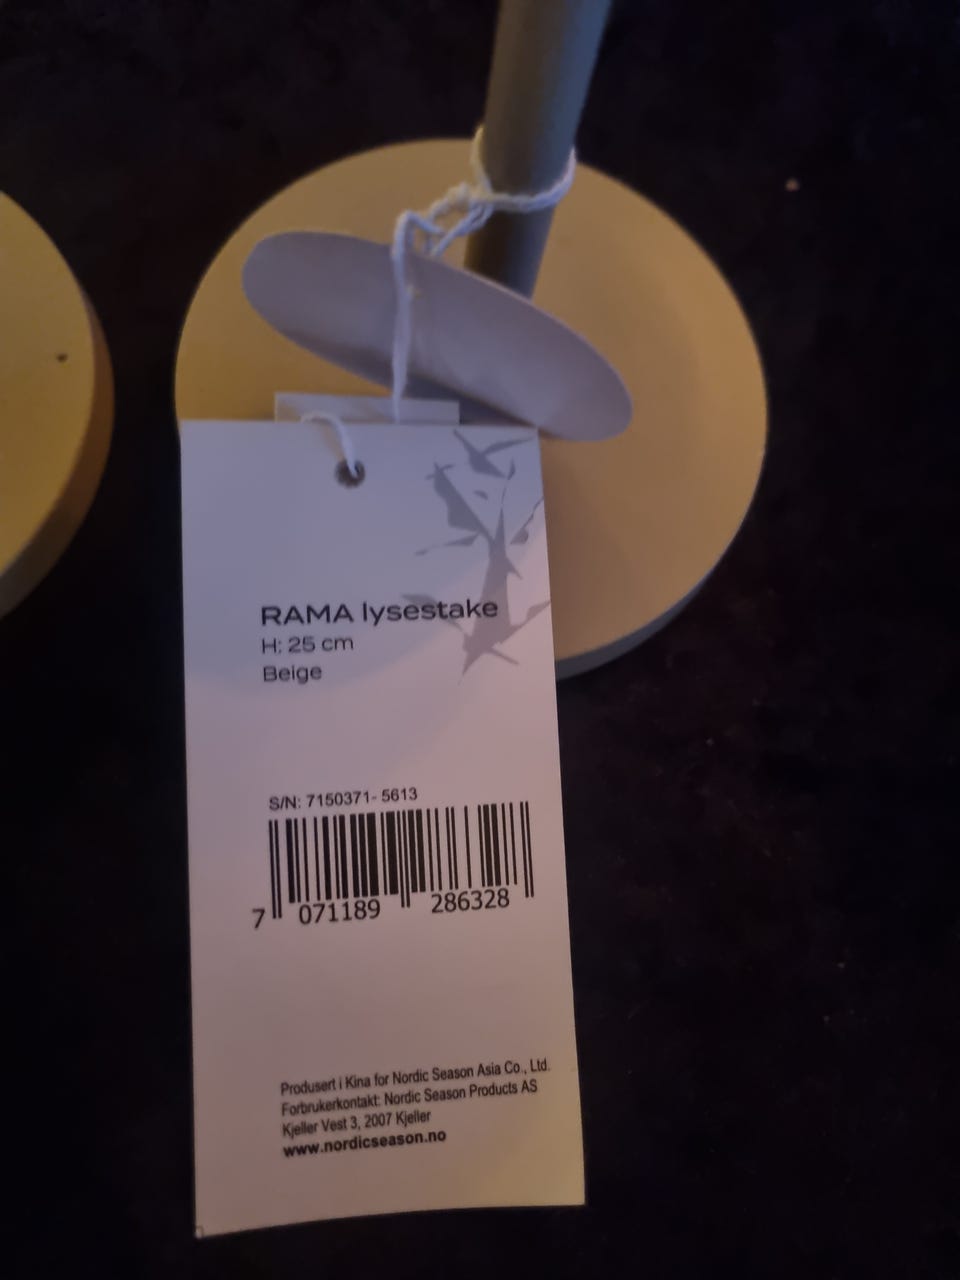 RAMA lysestake
H: 25 cm
Beige
S/N: 7150371- 5613
7 071189 286328
Produsert i Kina for Nordic Season Asia Co., Ltd.
Forbrukerkontakt: Nordic Season Products AS
Kjeller Vest 3, 2007 Kjeller
www.nordicseason.no